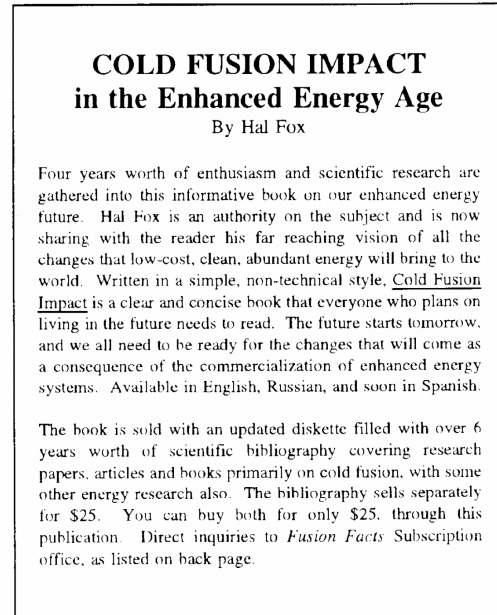 COLD FUSION IMPACT
in the Enhanced Energy Age
By Hal Fox
Four years worth of enthusiasm and scientific research are
gathered into this informative book on our enhanced energy
future. Hal Fox is an authority on the subject and is now
sharing with the reader his far reaching vision of all the
changes that low-cost, clean, abundant energy will bring to the
world. Written in a simple, non-technical style, Cold Fusion
Impact is a clear and concise book that everyone who plans on
living in the future needs to read. The future starts tomorrow,
and we all need to be ready for the changes that will come as
a consequence of the commercialization of enhanced energy
systems. Available in English, Russian, and soon in Spanish.
The book is sold with an updated diskette filled with over 6
years worth of scientific bibliography covering research
papers, articles and books primarily on cold fusion, with some
other energy research also. The bibliography sells separately
for $25. You can buy both for only $25, through this
publication. Direct inquiries to Fusion Facts Subscription
office, as listed on back page.